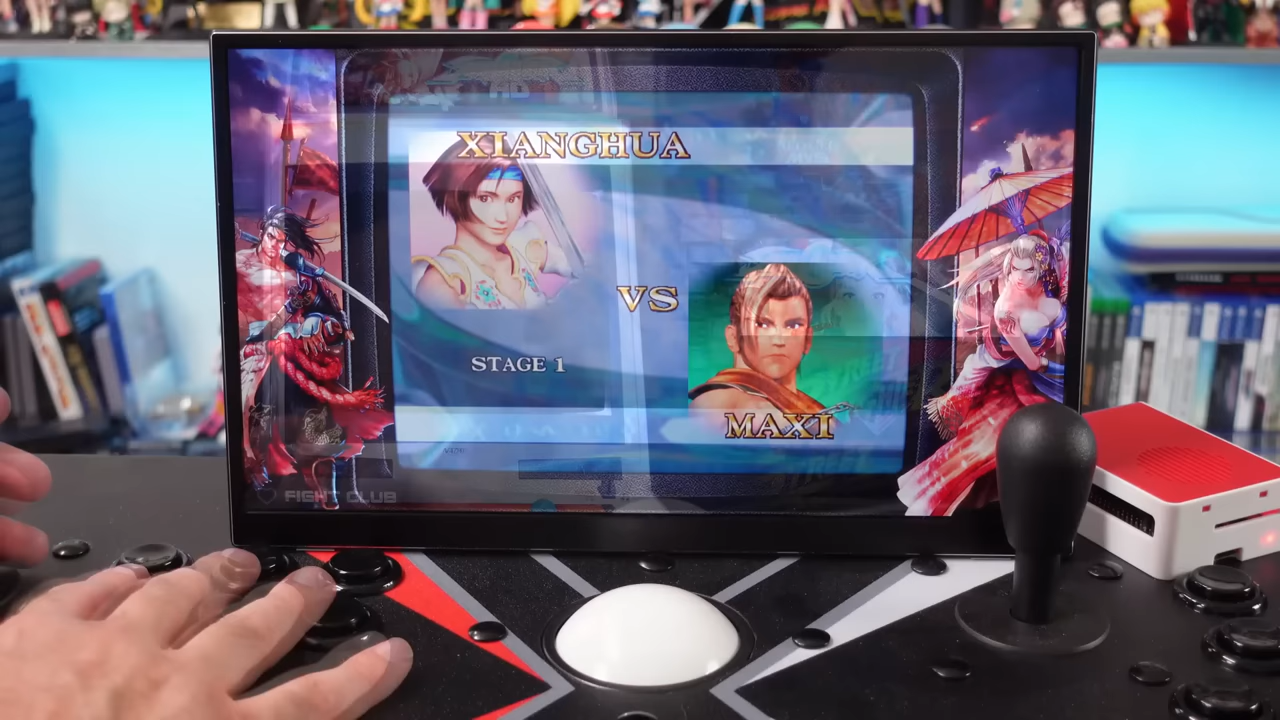 XIANGHUA
VS
STAGE 1
MAXI
FIGHT CLUB